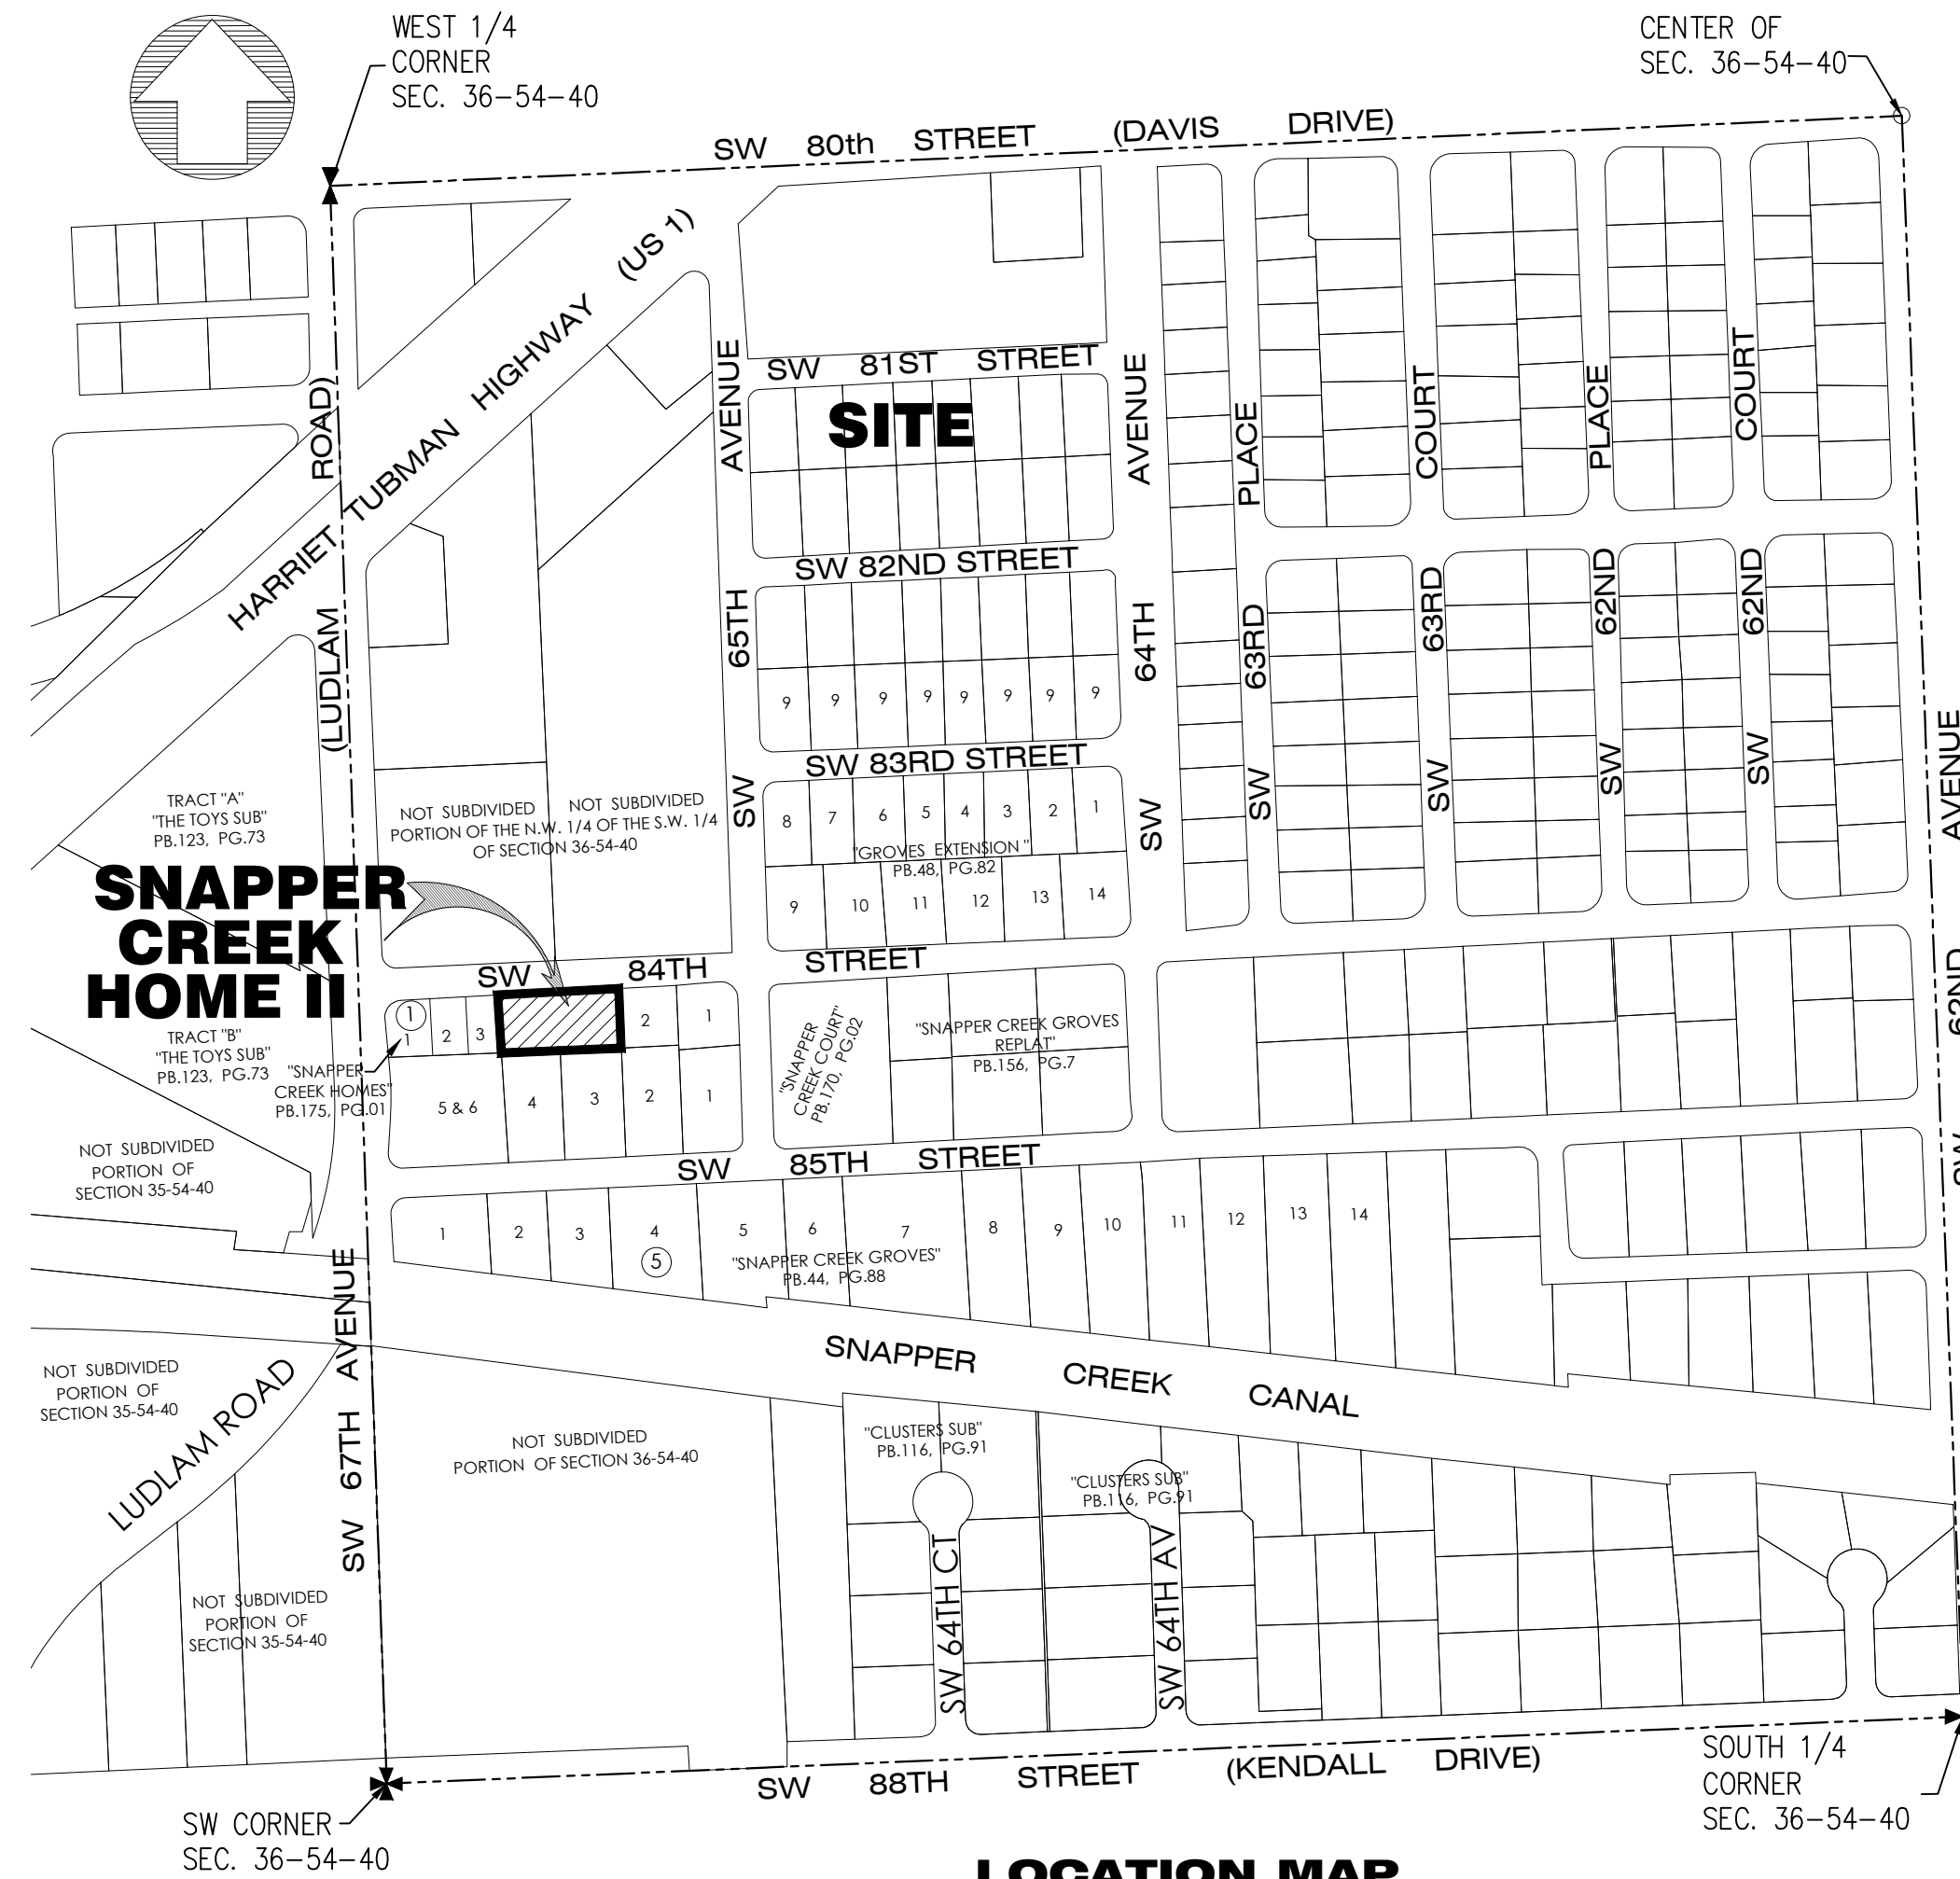 WEST 1/4
CORNER
SEC. 36-54-40
CENTER OF
SEC. 36-54-40
SW 80th STREET (DAVIS DRIVE)
HARRIET TUBMAN HIGHWAY (US 1)
SW 81ST STREET
SITE
SW 82ND STREET
9 9 9 9 9 9 9 9
SW 83RD STREET
8 7 6 5 4 3 2 1
"GROVES EXTENSION"
PB.48, PG.82
9 10 11 12 13 14
SW 65TH AVENUE
SW 64TH AVENUE
SW 63RD PLACE
SW 63RD COURT
SW 62ND PLACE
SW 62ND COURT
SW 62ND AVENUE
SW 67TH AVENUE (LUDLAM ROAD)
TRACT "A"
"THE TOYS SUB"
PB.123, PG.73
NOT SUBDIVIDED NOT SUBDIVIDED
PORTION OF THE N.W. 1/4 OF THE S.W. 1/4
OF SECTION 36-54-40
SNAPPER
CREEK
HOME II
SW 84TH STREET
1
1 2 3
2 1
TRACT "B"
"THE TOYS SUB"
PB.123, PG.73
"SNAPPER
CREEK HOMES"
PB.175, PG.01
5 & 6 4 3 2 1
"SNAPPER
CREEK COURT"
PB.170, PG.02
"SNAPPER CREEK GROVES
REPLAT"
PB.156, PG.7
NOT SUBDIVIDED
PORTION OF
SECTION 35-54-40
SW 85TH STREET
1 2 3 4 5 6 7 8 9 10 11 12 13 14
5
"SNAPPER CREEK GROVES"
PB.44, PG.88
SNAPPER CREEK CANAL
NOT SUBDIVIDED
PORTION OF
SECTION 35-54-40
LUDLAM ROAD
NOT SUBDIVIDED
PORTION OF SECTION 36-54-40
"CLUSTERS SUB"
PB.116, PG.91
"CLUSTERS SUB"
PB.116, PG.91
SW 64TH CT
SW 64TH AV
NOT SUBDIVIDED
PORTION OF
SECTION 35-54-40
SW 88TH STREET (KENDALL DRIVE)
SW CORNER
SEC. 36-54-40
SOUTH 1/4
CORNER
SEC. 36-54-40
LOCATION MAP